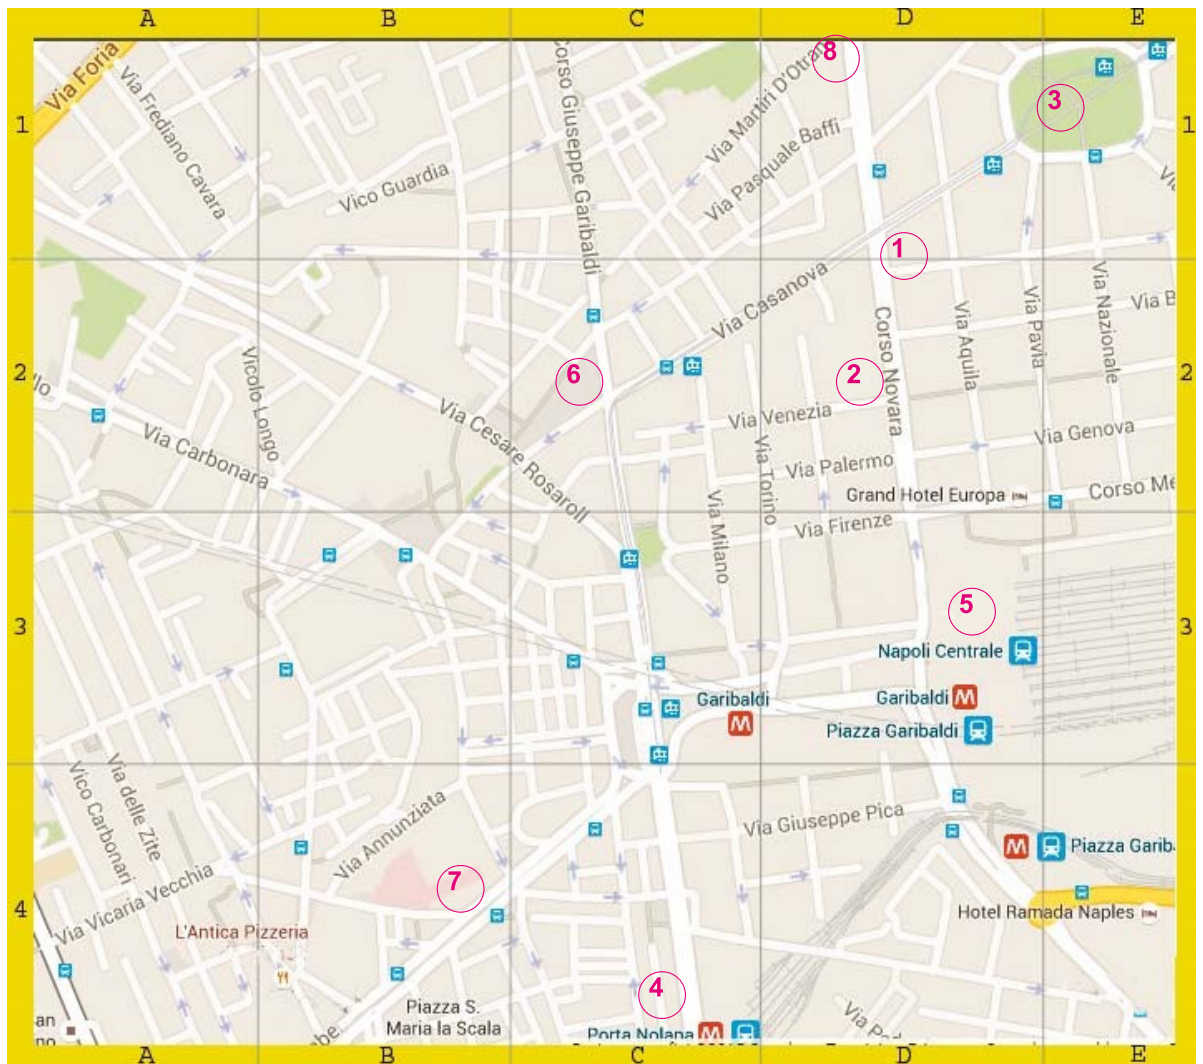 A B C D E
Via Foria
Via Frediano Cavara
Corso Giuseppe Garibaldi
Via Martiri D'Otran
8
3
1
1
Via Pasquale Baffi
Vico Guardia
1
Via Casanova
Via Nazionale
Via Pavia
Via B
Via Aquila
Corso Novara
2
6
2
2
Vicolo Longo
Via Cesare Rosaroll
Via Venezia
Via Carbonara
Via Torino
Via Genova
Via Palermo
Grand Hotel Europa
Corso Me
Via Milano
Via Firenze
5
3
3
Napoli Centrale
Garibaldi
M
Garibaldi
M
Piazza Garibaldi
Vico Carbonari
Via delle Zite
Via Annunziata
Via Giuseppe Pica
M
Piazza Garib
7
Via Vicaria Vecchia
4
4
Hotel Ramada Naples
L'Antica Pizzeria
4
Piazza S.
Maria la Scala
Porta Nolana
M
an
no
A B C D E